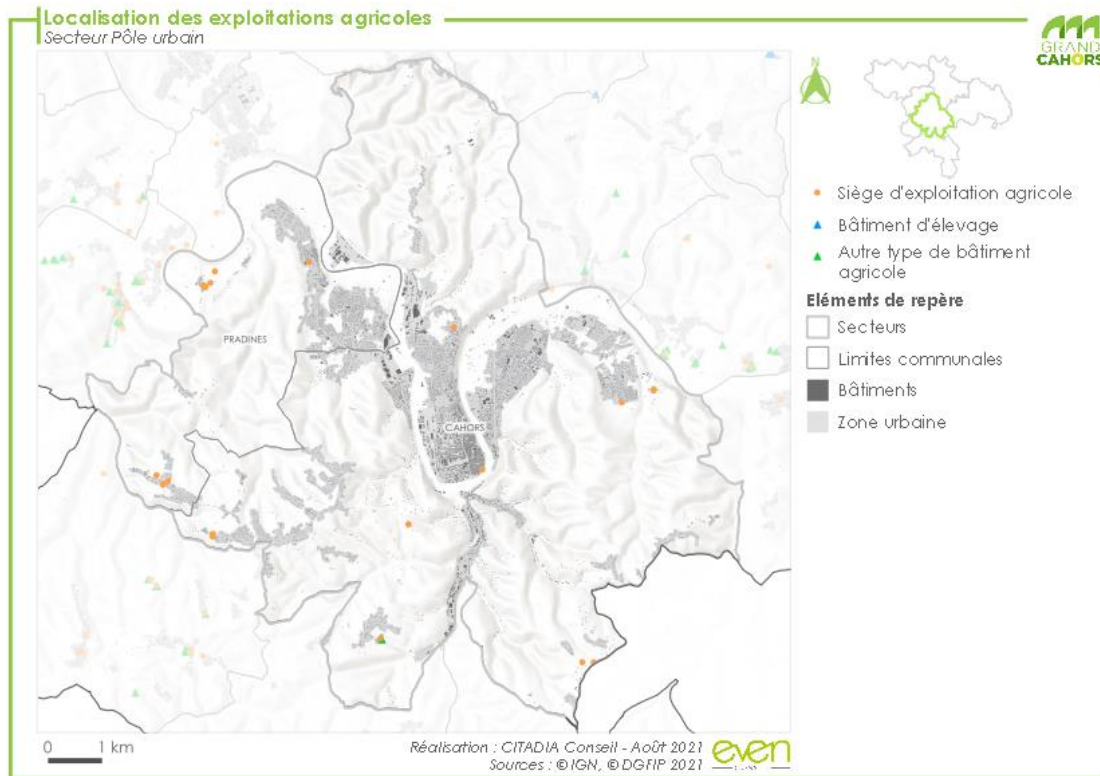 Localisation des exploitations agricoles
Secteur Pôle urbain
GRAND
CAHORS
N
Siège d'exploitation agricole
Bâtiment d'élevage
Autre type de bâtiment
agricole
Eléments de repère
Secteurs
Limites communales
Bâtiments
Zone urbaine
PRADINES
CAHORS
0 1 km
Réalisation : CITADIA Conseil - Août 2021
Sources : © IGN, © DGFIP 2021
even